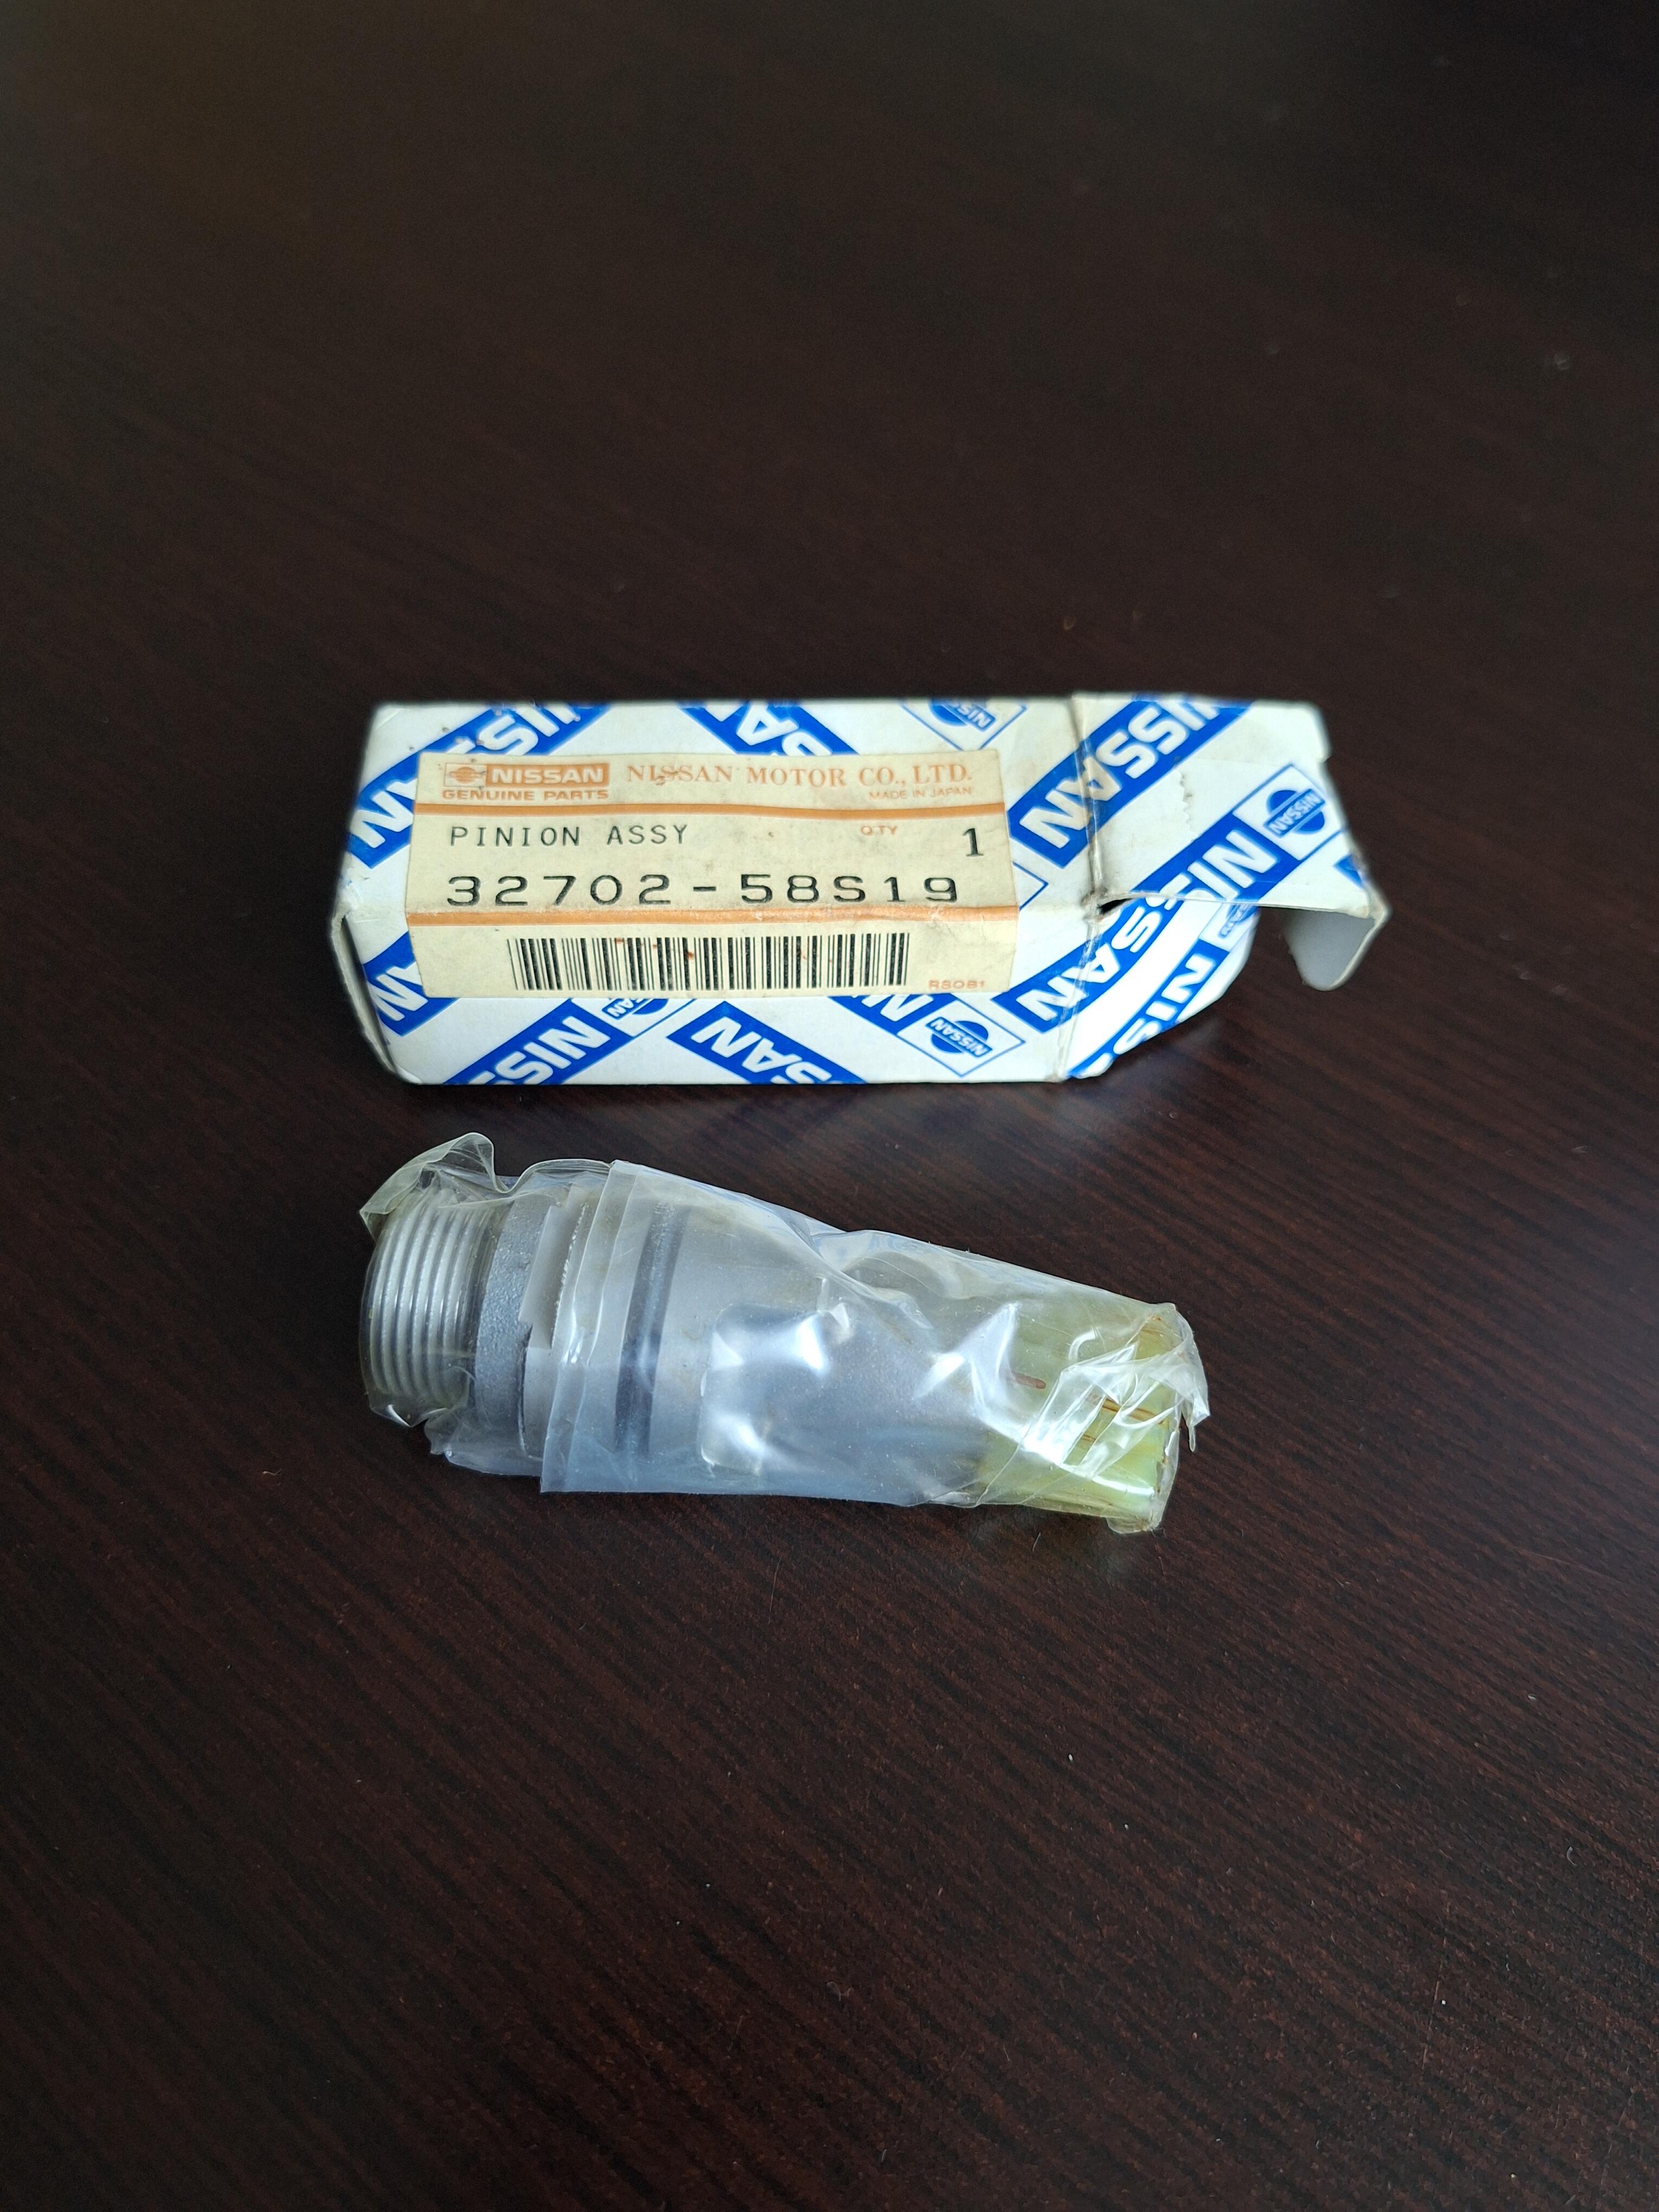 NISSAN NISSAN MOTOR CO., LTD.
GENUINE PARTS MADE IN JAPAN
PINION ASSY QTY 1
32702-58S19
RS081
NISSAN
NISSAN
NISSAN
NISSAN
NISSAN